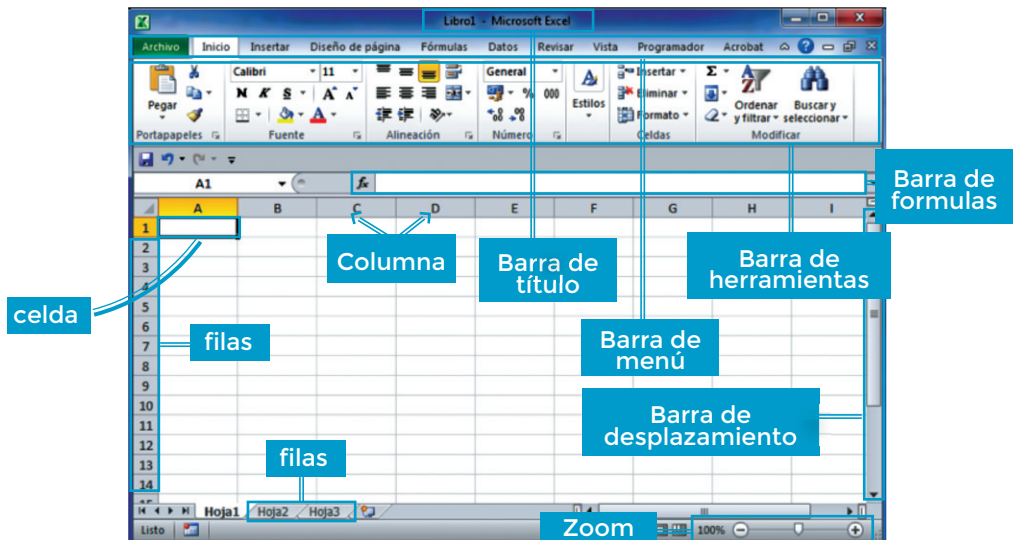 Libro1 - Microsoft Excel
Archivo Inicio Insertar Diseño de página Fórmulas Datos Revisar Vista Programador Acrobat
Calibri 11 General Insertar Σ
Pegar N K S A A % 000 Estilos Eliminar Ordenar y filtrar Buscar y seleccionar
A Formato
Portapapeles Fuente Alineación Número Celdas Modificar
A1 fx
Barra de
formulas
A B C D E F G H I
1
2
3
4
5
6
7
8
9
10
11
12
13
14
Columna
Barra de
título
Barra de
herramientas
celda
filas
Barra de
menú
Barra de
desplazamiento
filas
Hoja1 Hoja2 Hoja3
Listo
Zoom
100%